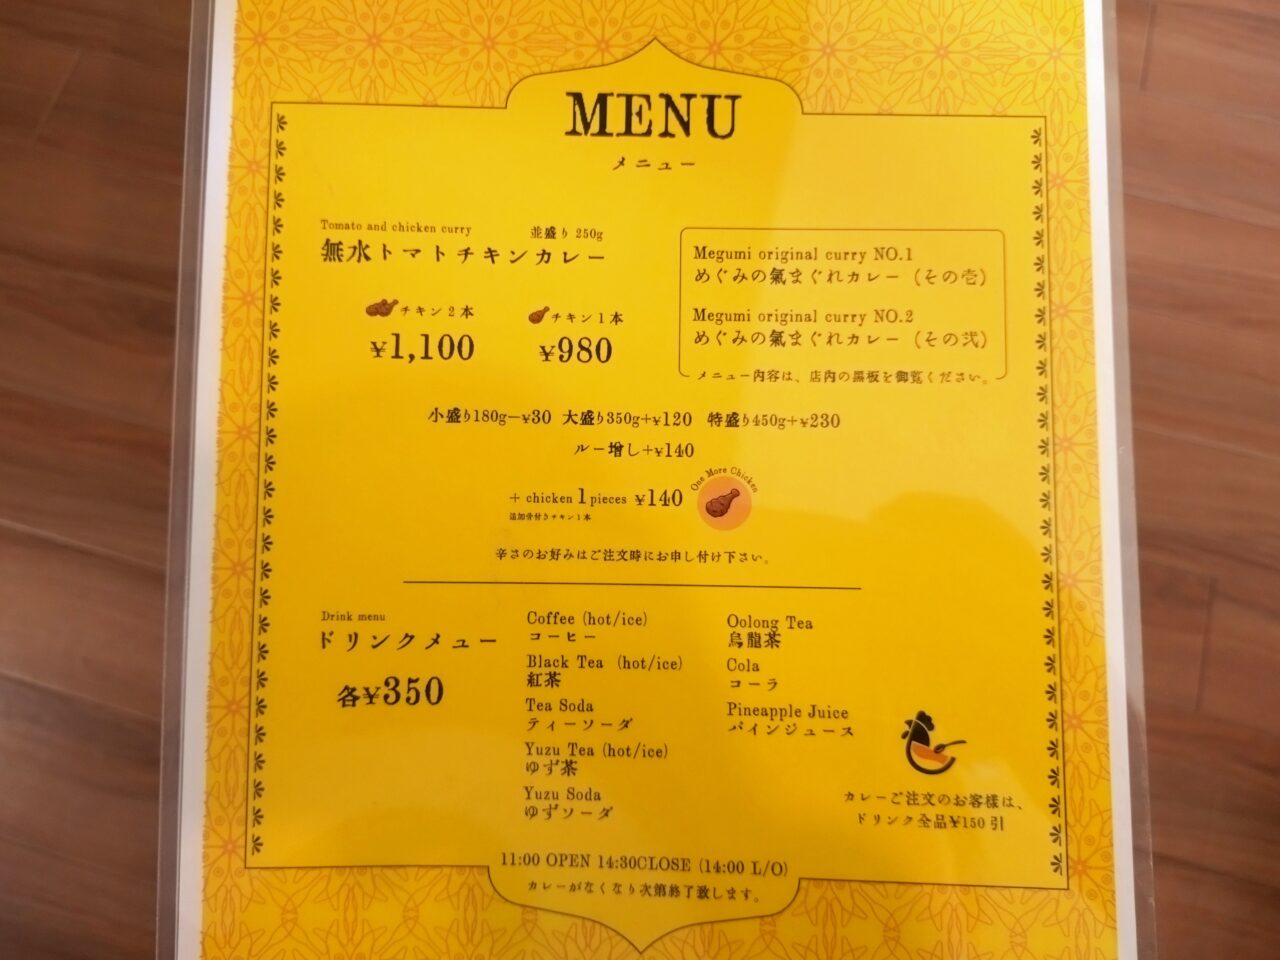 MENU
メニュー
Tomato and chicken curry 並盛り 250g
無水トマトチキンカレー
チキン2本 チキン1本
¥1,100 ¥980
Megumi original curry NO.1
めぐみの氣まぐれカレー（その壱）
Megumi original curry NO.2
めぐみの氣まぐれカレー（その弐）
メニュー内容は、店内の黒板を御覧ください。
小盛り180g－¥30 大盛り350g+¥120 特盛り450g+¥230
ルー増し+¥140
+ chicken 1 pieces ¥140
追加骨付きチキン1本
One More Chicken
辛さのお好みはご注文時にお申し付け下さい。
Drink menu
ドリンクメニュー
各¥350
Coffee (hot/ice)
コーヒー
Black Tea (hot/ice)
紅茶
Tea Soda
ティーソーダ
Yuzu Tea (hot/ice)
ゆず茶
Yuzu Soda
ゆずソーダ
Oolong Tea
烏龍茶
Cola
コーラ
Pineapple Juice
パインジュース
カレーご注文のお客様は、
ドリンク全品¥150引
11:00 OPEN 14:30CLOSE (14:00 L/O)
カレーがなくなり次第終了致します。